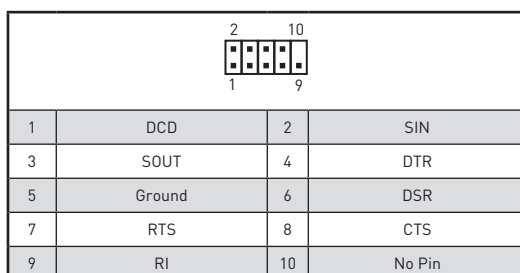 2 10
1 9
1 DCD 2 SIN
3 SOUT 4 DTR
5 Ground 6 DSR
7 RTS 8 CTS
9 RI 10 No Pin